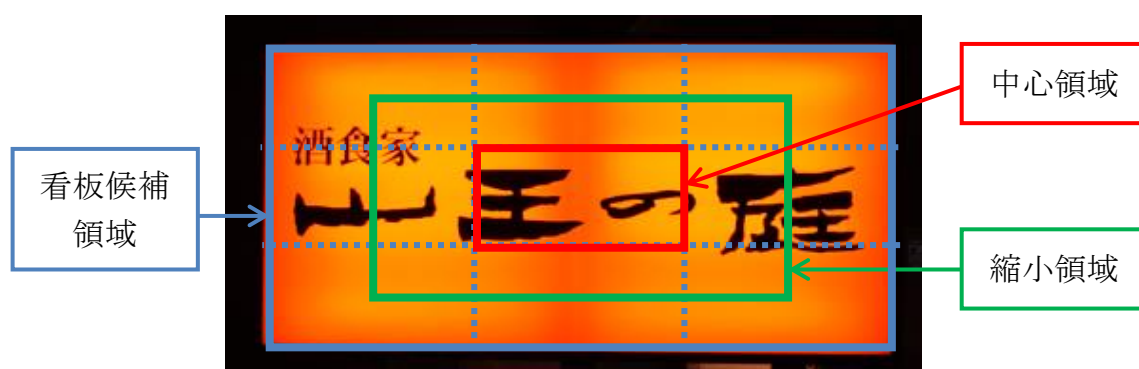 中心領域
酒食家
山王の庭
看板候補
領域
縮小領域